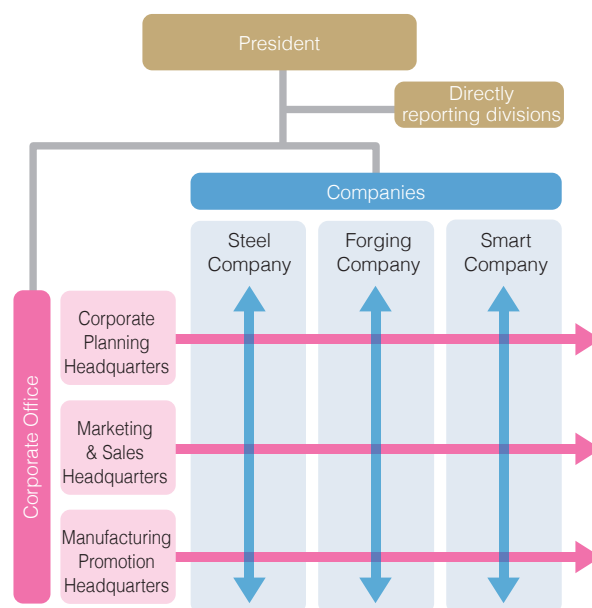 President
Directly
reporting divisions
Companies
Steel
Company
Forging
Company
Smart
Company
Corporate Office
Corporate
Planning
Headquarters
Marketing
& Sales
Headquarters
Manufacturing
Promotion
Headquarters